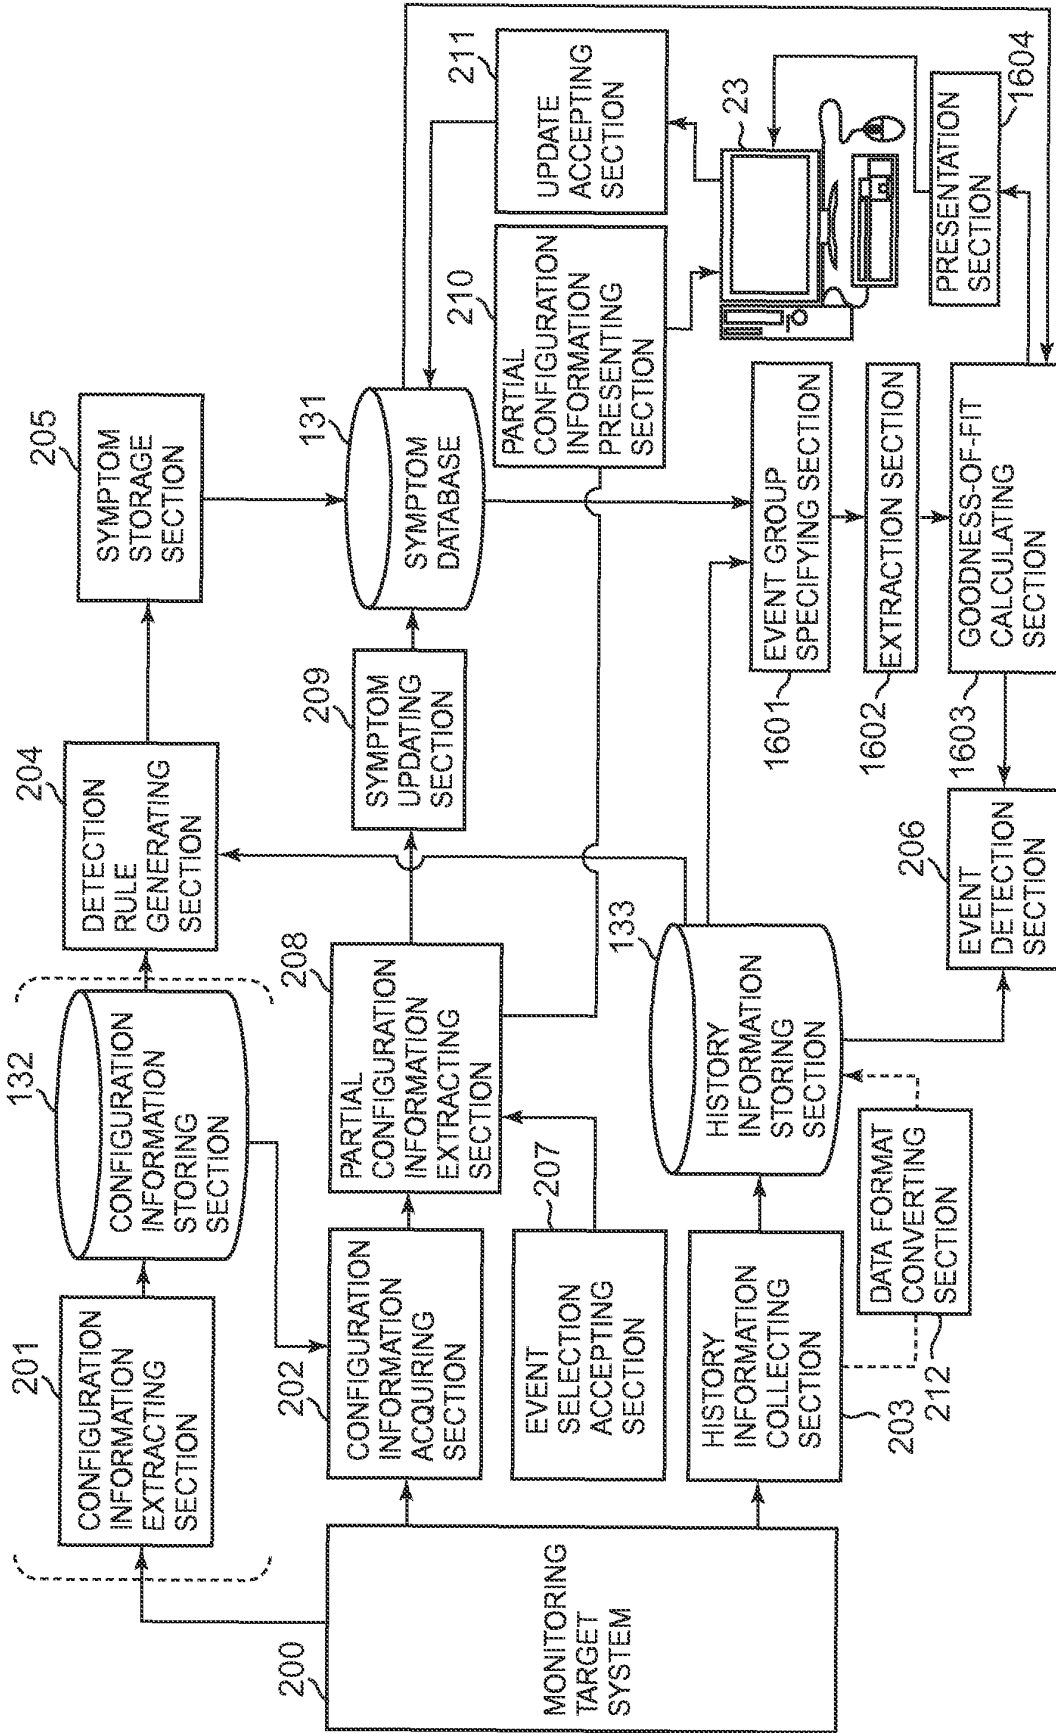 200
MONITORING
TARGET
SYSTEM
201
CONFIGURATION
INFORMATION
EXTRACTING
SECTION
132
CONFIGURATION
INFORMATION
STORING
SECTION
204
DETECTION
RULE
GENERATING
SECTION
205
SYMPTOM
STORAGE
SECTION
202
CONFIGURATION
INFORMATION
ACQUIRING
SECTION
208
PARTIAL
CONFIGURATION
INFORMATION
EXTRACTING
SECTION
209
SYMPTOM
UPDATING
SECTION
131
SYMPTOM
DATABASE
207
EVENT
SELECTION
ACCEPTING
SECTION
210
PARTIAL
CONFIGURATION
INFORMATION
PRESENTING
SECTION
211
UPDATE
ACCEPTING
SECTION
203
HISTORY
INFORMATION
COLLECTING
SECTION
133
HISTORY
INFORMATION
STORING
SECTION
212
DATA FORMAT
CONVERTING
SECTION
23
1601
EVENT GROUP
SPECIFYING SECTION
1602
EXTRACTION SECTION
1603
GOODNESS-OF-FIT
CALCULATING
SECTION
206
EVENT
DETECTION
SECTION
1604
PRESENTATION
SECTION